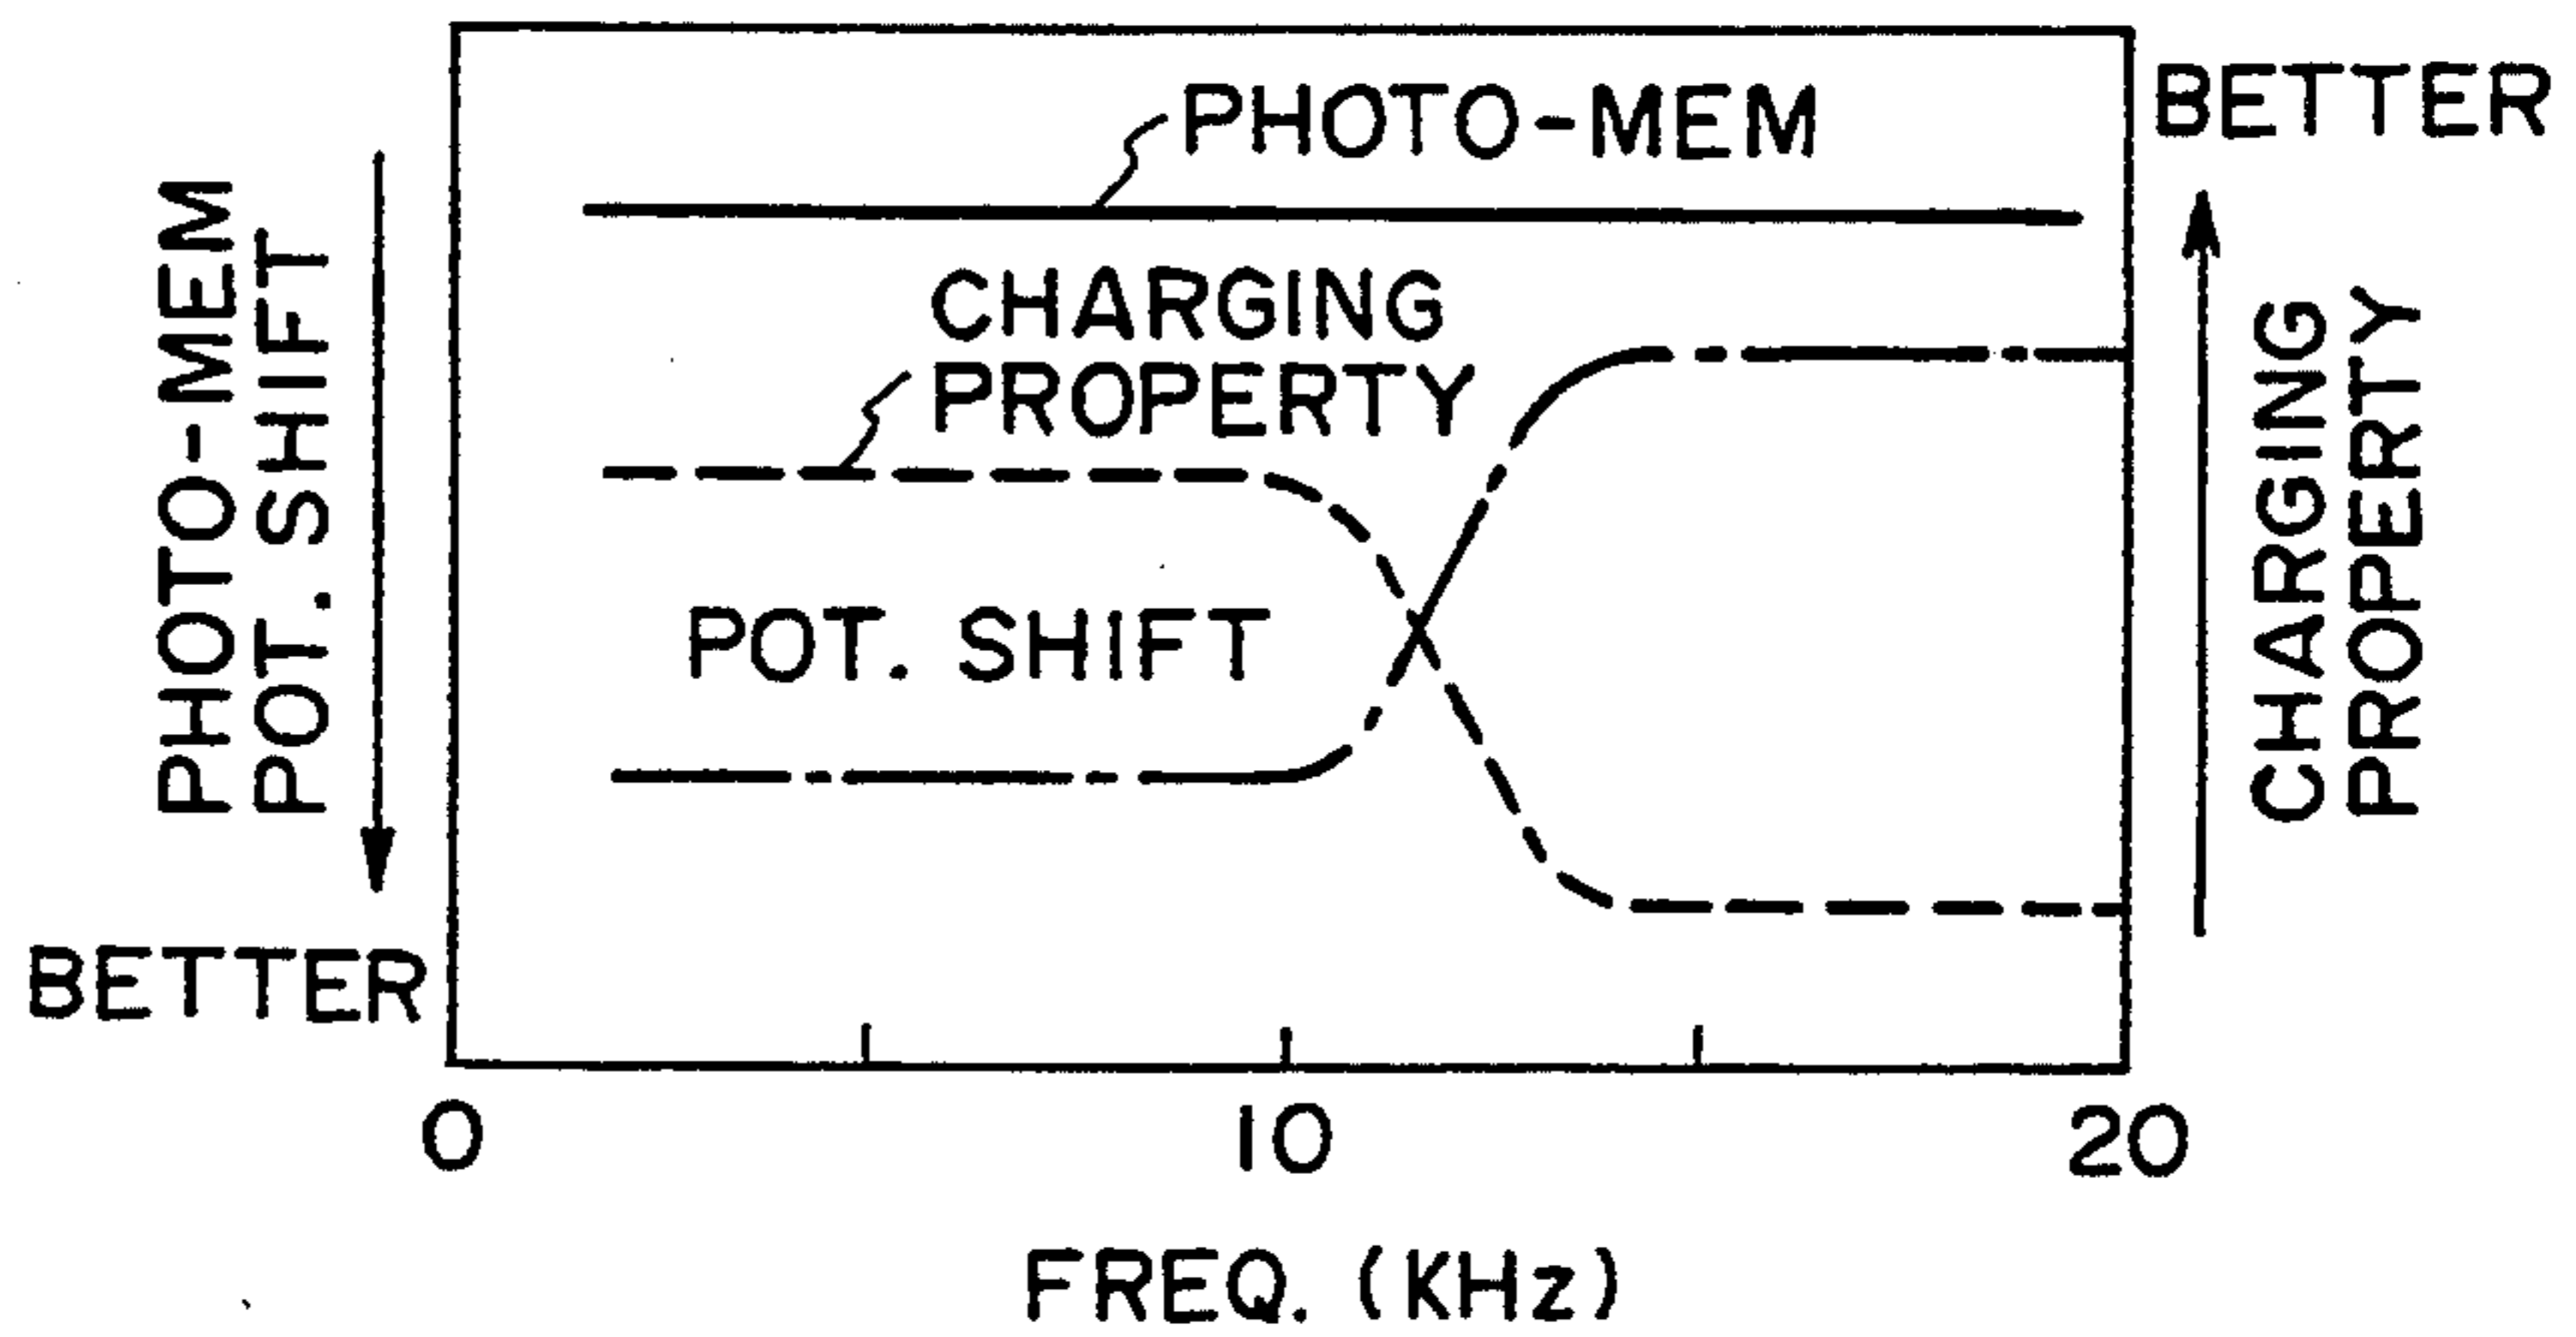 PHOTO-MEM
BETTER
PHOTO-MEM
POT. SHIFT
CHARGING
PROPERTY
CHARGING
PROPERTY
POT. SHIFT
BETTER
0 10 20
FREQ. (KHz)